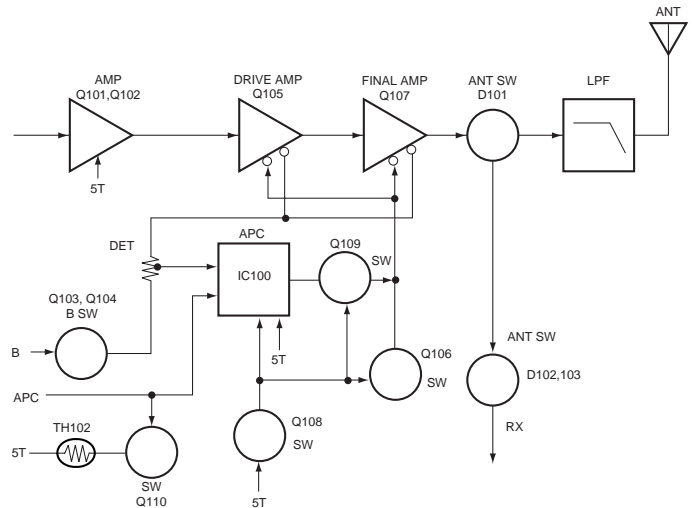 ANT
AMP
Q101,Q102
DRIVE AMP
Q105
FINAL AMP
Q107
ANT SW
D101
LPF
5T
APC
DET
IC100
Q109
SW
Q103, Q104
B SW
B
5T
Q106
SW
ANT SW
D102,103
APC
TH102
5T
Q108
SW
RX
SW
Q110
5T